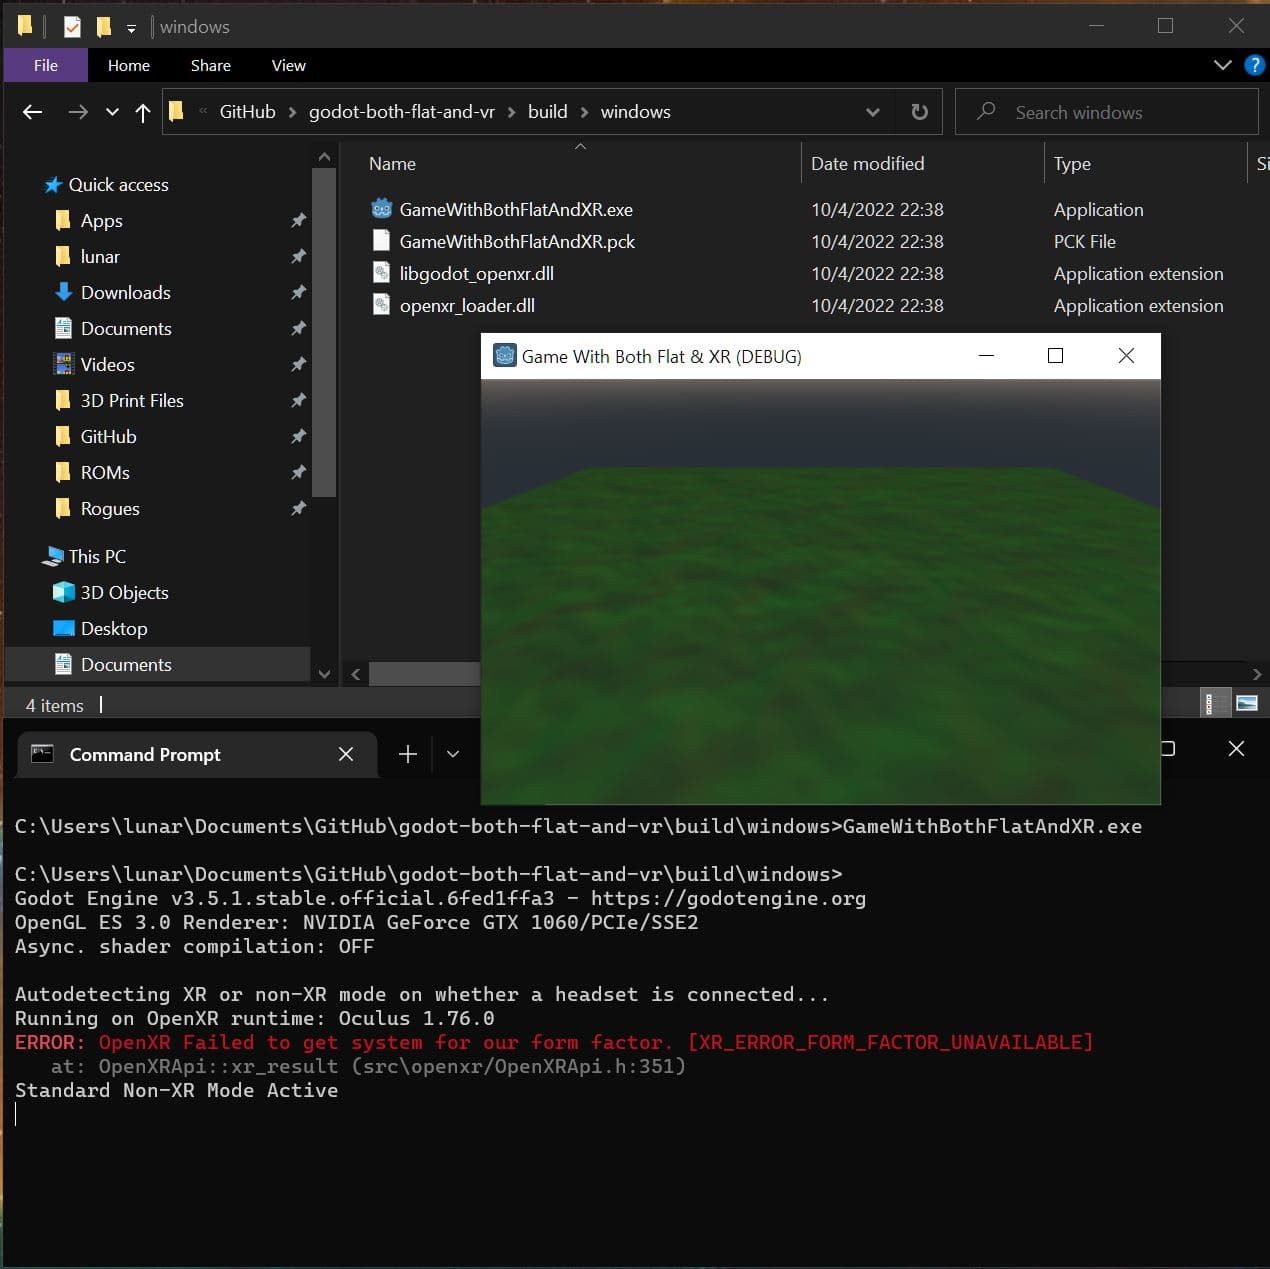 windows
File Home Share View
?
« GitHub > godot-both-flat-and-vr > build > windows
Search windows
Name Date modified Type Si
GameWithBothFlatAndXR.exe 10/4/2022 22:38 Application
GameWithBothFlatAndXR.pck 10/4/2022 22:38 PCK File
libgodot_openxr.dll 10/4/2022 22:38 Application extension
openxr_loader.dll 10/4/2022 22:38 Application extension
Quick access
Apps
lunar
Downloads
Documents
Videos
3D Print Files
GitHub
ROMs
Rogues
This PC
3D Objects
Desktop
Documents
4 items
Game With Both Flat & XR (DEBUG)
Command Prompt
C:\Users\lunar\Documents\GitHub\godot-both-flat-and-vr\build\windows>GameWithBothFlatAndXR.exe
C:\Users\lunar\Documents\GitHub\godot-both-flat-and-vr\build\windows>
Godot Engine v3.5.1.stable.official.6fed1ffa3 - https://godotengine.org
OpenGL ES 3.0 Renderer: NVIDIA GeForce GTX 1060/PCIe/SSE2
Async. shader compilation: OFF
Autodetecting XR or non-XR mode on whether a headset is connected...
Running on OpenXR runtime: Oculus 1.76.0
ERROR: OpenXR Failed to get system for our form factor. [XR_ERROR_FORM_FACTOR_UNAVAILABLE]
at: OpenXRApi::xr_result (src\openxr/OpenXRApi.h:351)
Standard Non-XR Mode Active